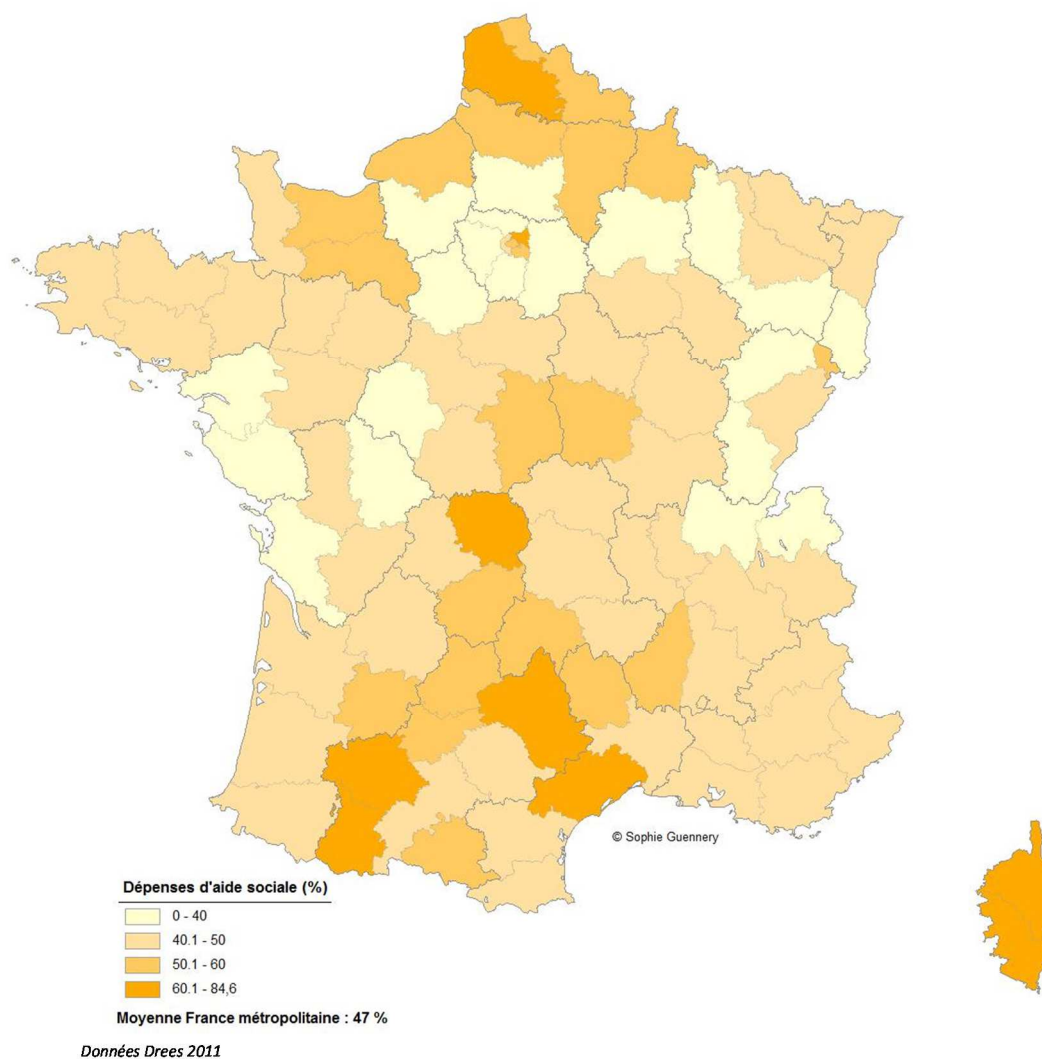 © Sophie Guennery
Dépenses d'aide sociale (%)
0 - 40
40.1 - 50
50.1 - 60
60.1 - 84,6
Moyenne France métropolitaine : 47 %
Données Drees 2011